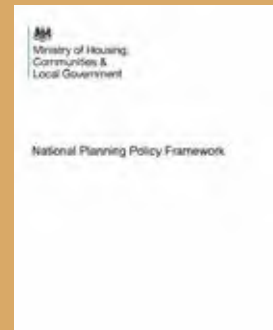 Ministry of Housing,
Communities &
Local Government
National Planning Policy Framework